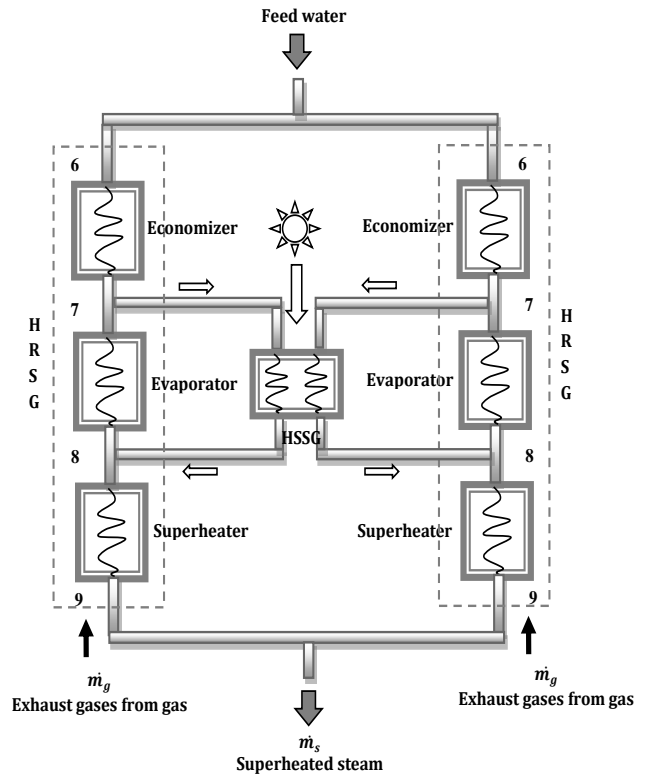 Feed water
6
6
Economizer
Economizer
7
7
H
R
S
G
H
R
S
G
Evaporator
Evaporator
HSSG
8
8
Superheater
Superheater
9
9
ṁg
Exhaust gases from gas
ṁg
Exhaust gases from gas
ṁs
Superheated steam